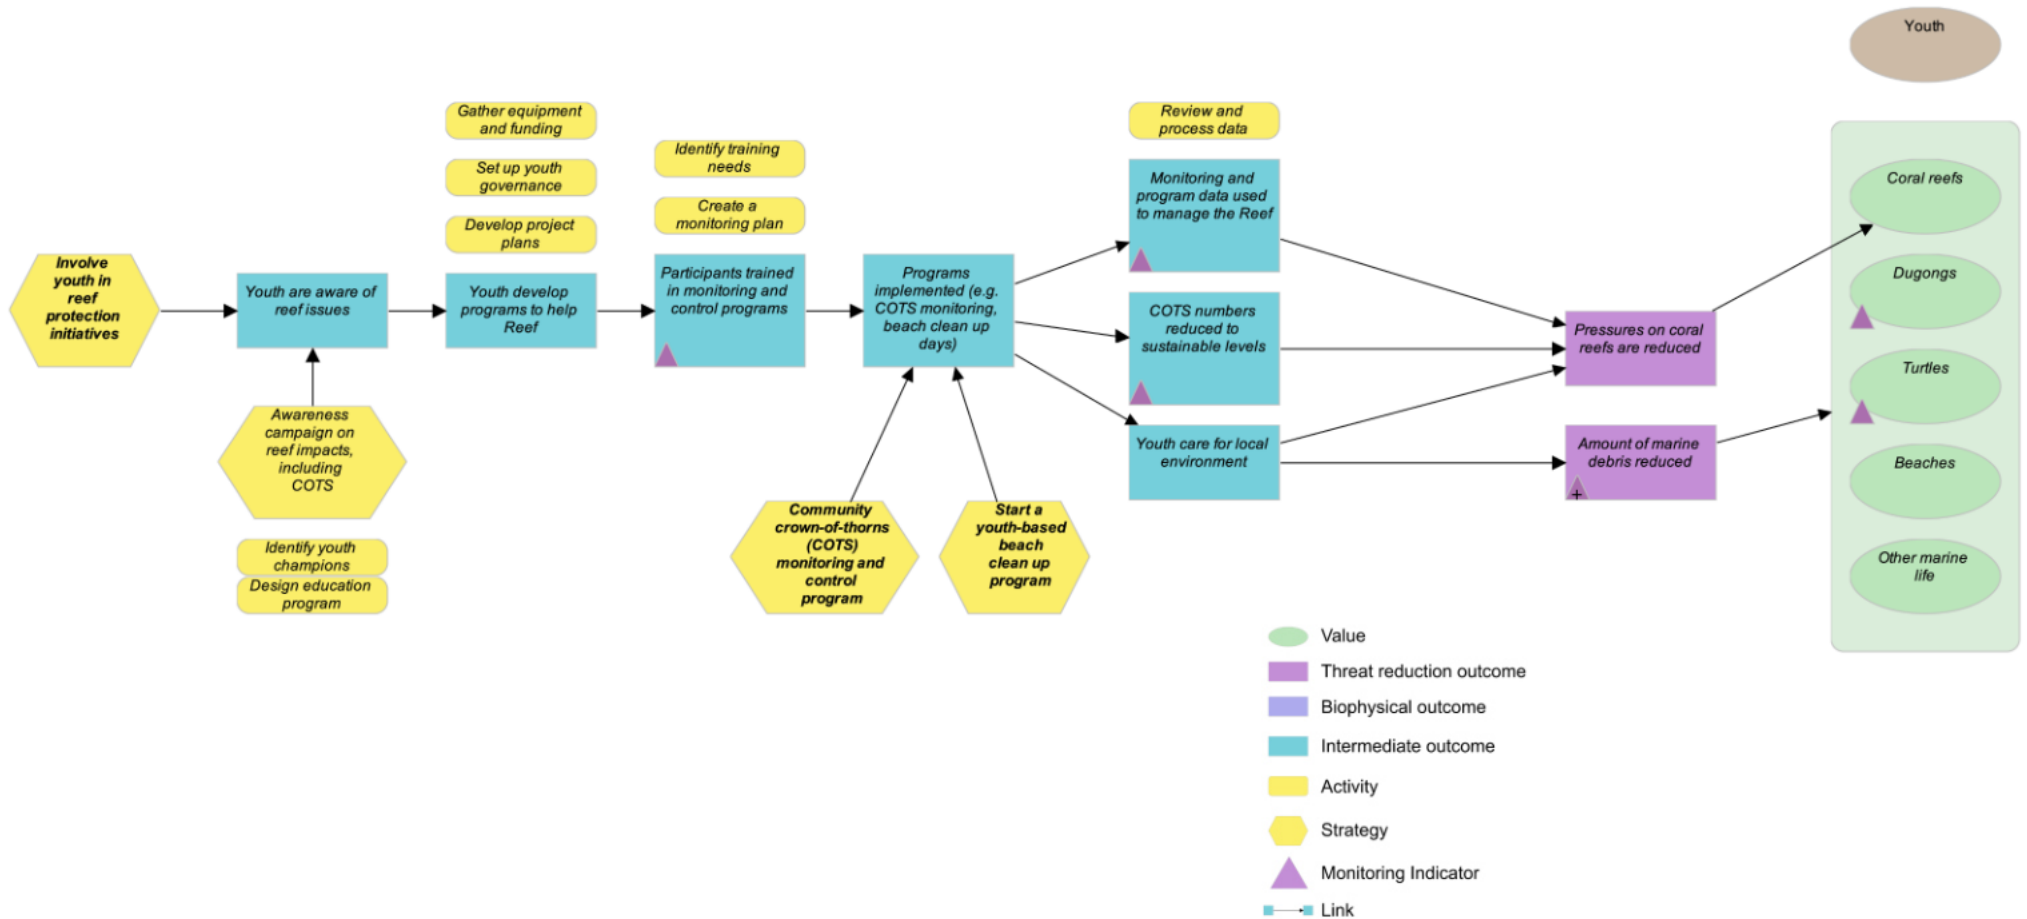 Youth
Gather equipment
and funding
Set up youth
governance
Develop project
plans
Identify training
needs
Create a
monitoring plan
Review and
process data
Involve
youth in
reef
protection
initiatives
Youth are aware of
reef issues
Youth develop
programs to help
Reef
Participants trained
in monitoring and
control programs
Programs
implemented (e.g.
COTS monitoring,
beach clean up
days)
Monitoring and
program data used
to manage the Reef
COTS numbers
reduced to
sustainable levels
Youth care for local
environment
Pressures on coral
reefs are reduced
Amount of marine
debris reduced
+
Coral reefs
Dugongs
Turtles
Beaches
Other marine
life
Awareness
campaign on
reef impacts,
including
COTS
Identify youth
champions
Design education
program
Community
crown-of-thorns
(COTS)
monitoring and
control
program
Start a
youth-based
beach
clean up
program
Value
Threat reduction outcome
Biophysical outcome
Intermediate outcome
Activity
Strategy
Monitoring Indicator
Link